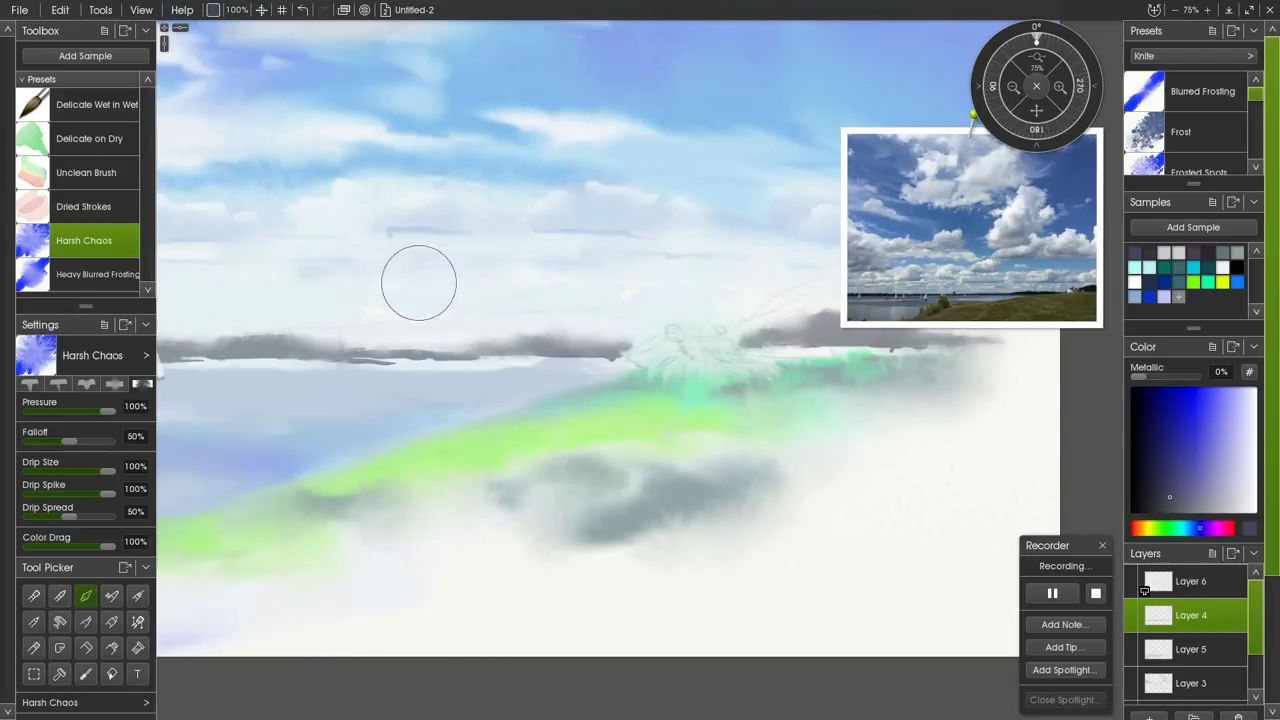 File Edit Tools View Help 100% Untitled-2 75%
Toolbox
Add Sample
Presets
Delicate Wet in Wet
Delicate on Dry
Unclean Brush
Dried Strokes
Harsh Chaos
Heavy Blurred Frosting
Settings
Harsh Chaos >
Pressure 100%
Falloff 50%
Drip Size 100%
Drip Spike 100%
Drip Spread 50%
Color Drag 100%
Tool Picker
T
Harsh Chaos >
0°
75%
90
270
180
Recorder
Recording...
Add Note...
Add Tip...
Add Spotlight...
Close Spotlight...
Presets
Knife >
Blurred Frosting
Frost
Frosted Spots
Samples
Add Sample
Color
Metallic
0% #
Layers
Layer 6
Layer 4
Layer 5
Layer 3